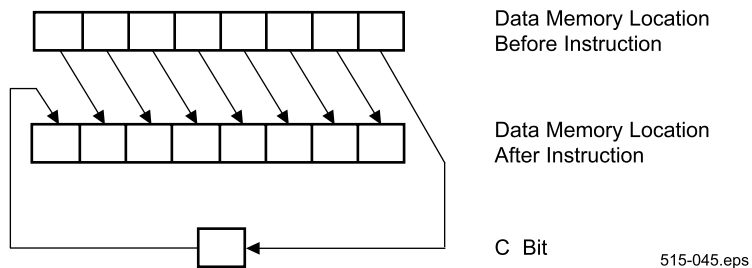 Data Memory Location
Before Instruction
Data Memory Location
After Instruction
C Bit
515-045.eps